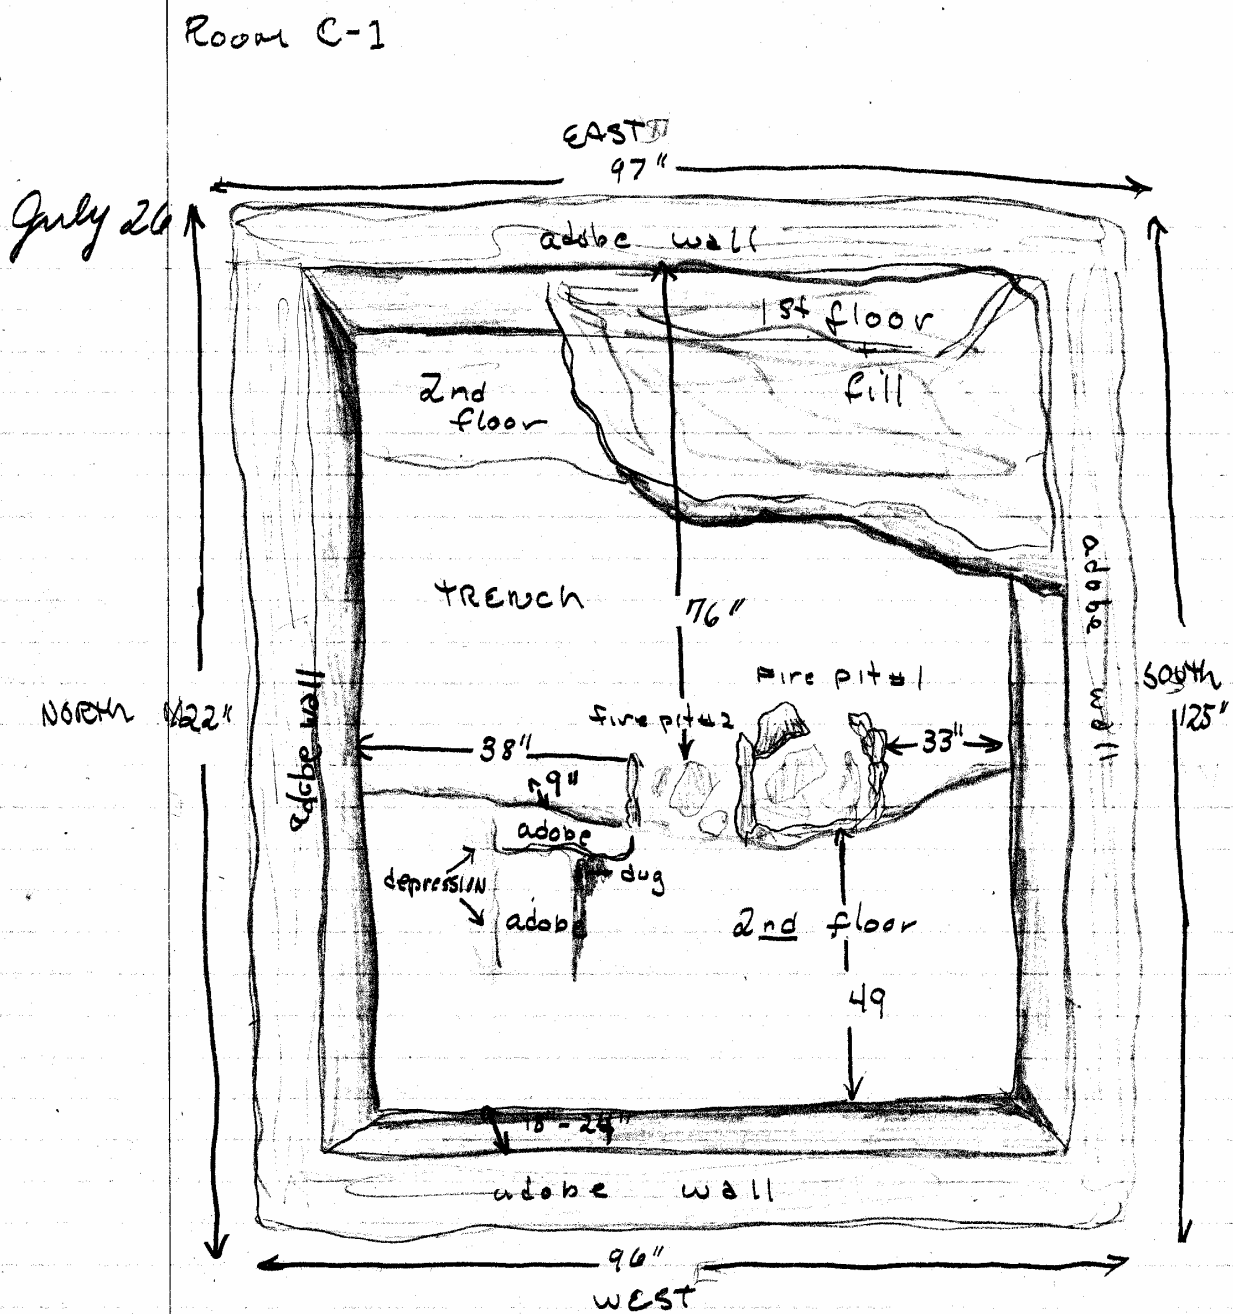 Room C-1
EAST
97"
July 26
adobe wall
1st floor
+
fill
2nd
floor
adobe wall
TRENCH
76"
Fire pit #1
SOUTH
125"
NORTH 122"
adobe wall
fire pit #2
38"
33"
9"
adobe
depression
dug
adobe
2nd floor
49
18"-24"
adobe wall
96"
WEST